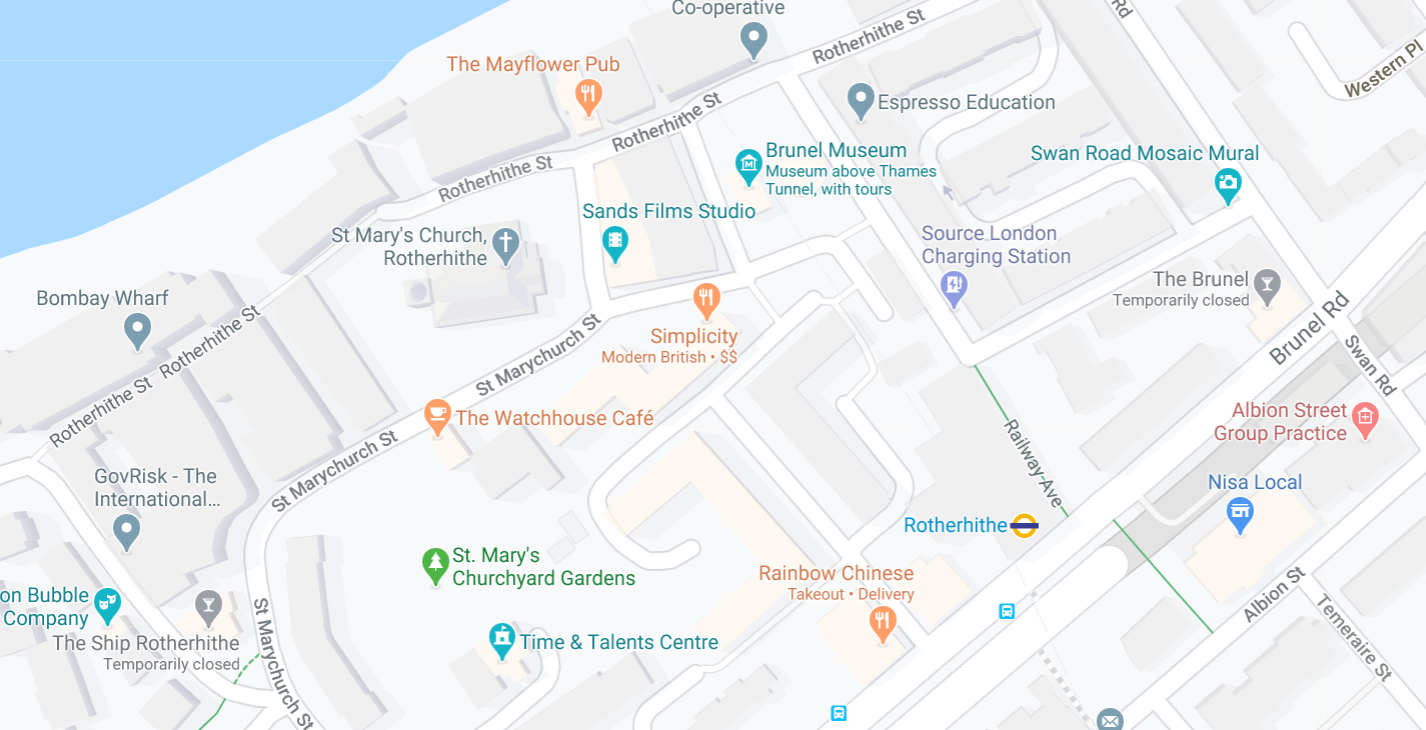 Co-operative
Rotherhithe St
Rd
The Mayflower Pub
Western Pl
Rotherhithe St
Espresso Education
Brunel Museum
Museum above Thames
Tunnel, with tours
Swan Road Mosaic Mural
Rotherhithe St
Sands Films Studio
St Mary's Church,
Rotherhithe
Source London
Charging Station
The Brunel
Temporarily closed
Bombay Wharf
Rotherhithe St
Simplicity
Modern British • $$
St Marychurch St
Brunel Rd
Swan Rd
Rotherhithe St
The Watchhouse Café
Albion Street
Group Practice
St Marychurch St
Railway Ave
GovRisk - The
International...
Nisa Local
Rotherhithe
St. Mary's
Churchyard Gardens
Rainbow Chinese
Takeout • Delivery
on Bubble
Company
Albion St
Temeraire St
The Ship Rotherhithe
Temporarily closed
St Marychurch St
Time & Talents Centre